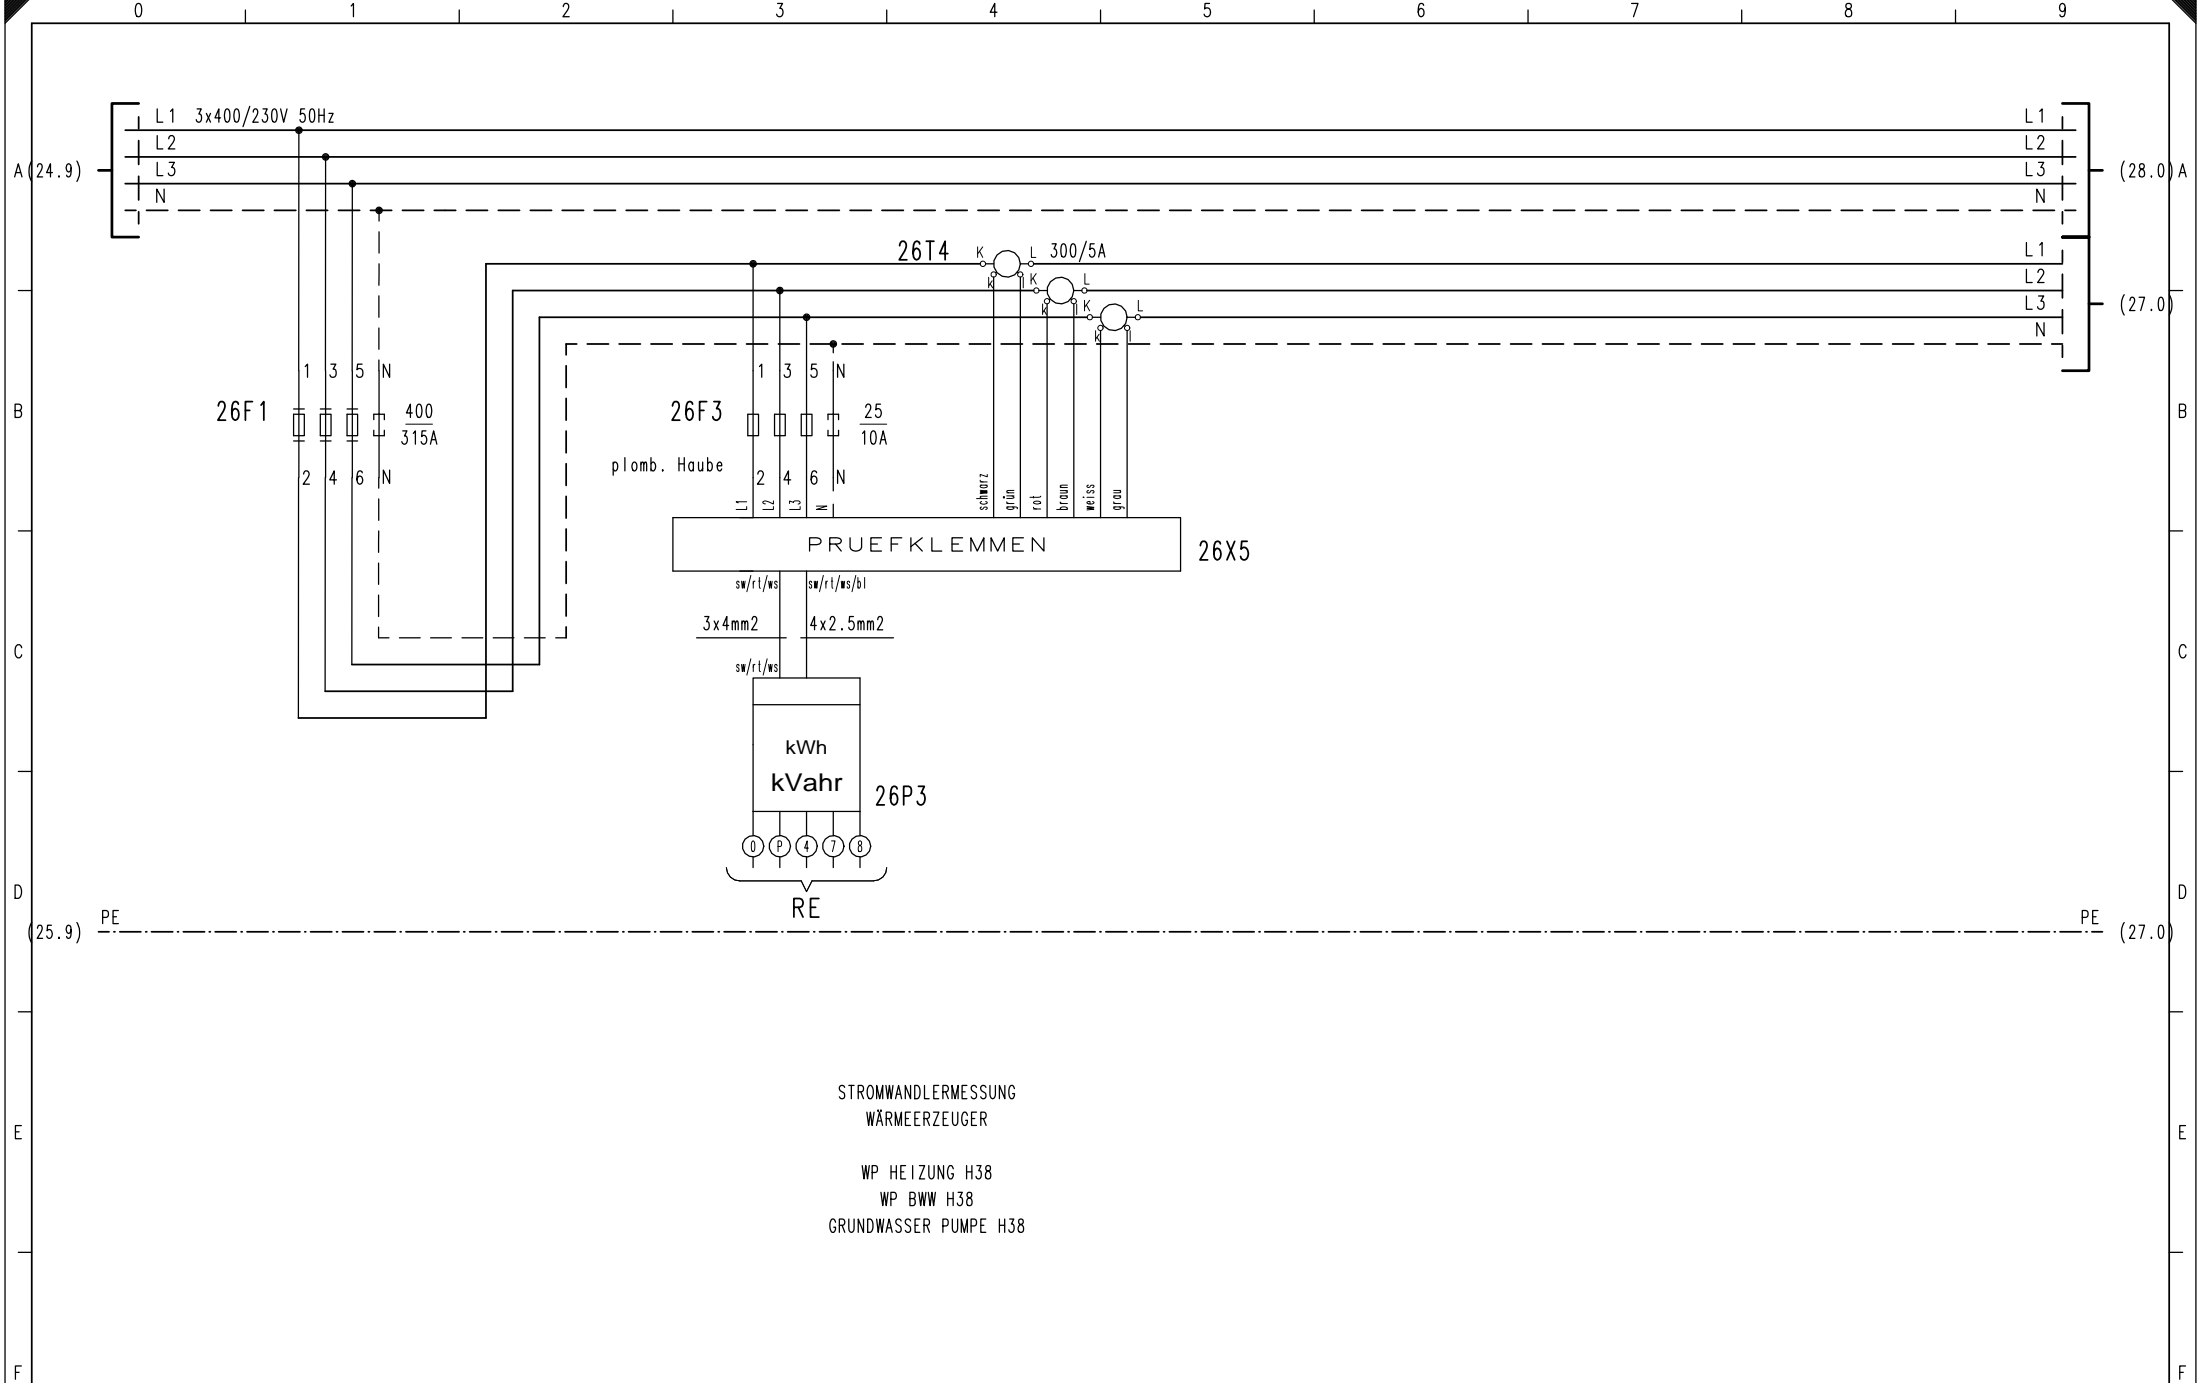 0 1 2 3 4 5 6 7 8 9
L1 3x400/230V 50Hz L1
L2 L2
A (24.9) L3 L3 (28.0) A
N N
26T4 K L 300/5A L1
k l K L L2
k l K L L3 (27.0)
k l N
1 3 5 N 1 3 5 N
B 26F1 400 26F3 25 B
315A 10A
plomb. Haube
2 4 6 N 2 4 6 N
L1 L2 L3 N schwarz grün rot braun weiss grau
PRUEFKLEMMEN 26X5
sw/rt/ws sw/rt/ws/bl
3x4mm2 4x2.5mm2
C C
sw/rt/ws
kWh
kVahr
26P3
0 P 4 7 8
D D
RE
PE PE
(25.9) (27.0)
STROMWANDLERMESSUNG
WÄRMEERZEUGER
E E
WP HEIZUNG H38
WP BWW H38
GRUNDWASSER PUMPE H38
F F